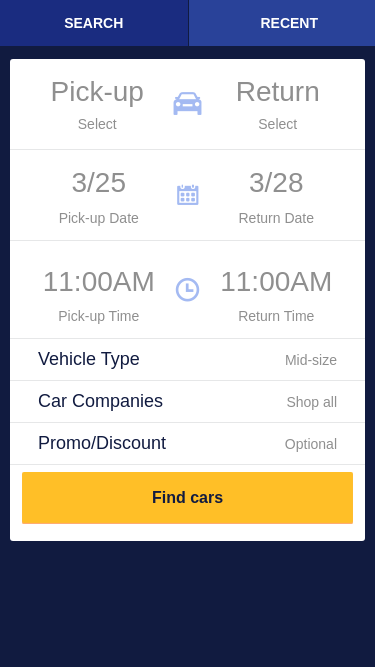 SEARCH RECENT
Pick-up Return
Select Select
3/25 3/28
Pick-up Date Return Date
11:00AM 11:00AM
Pick-up Time Return Time
Vehicle Type Mid-size
Car Companies Shop all
Promo/Discount Optional
Find cars